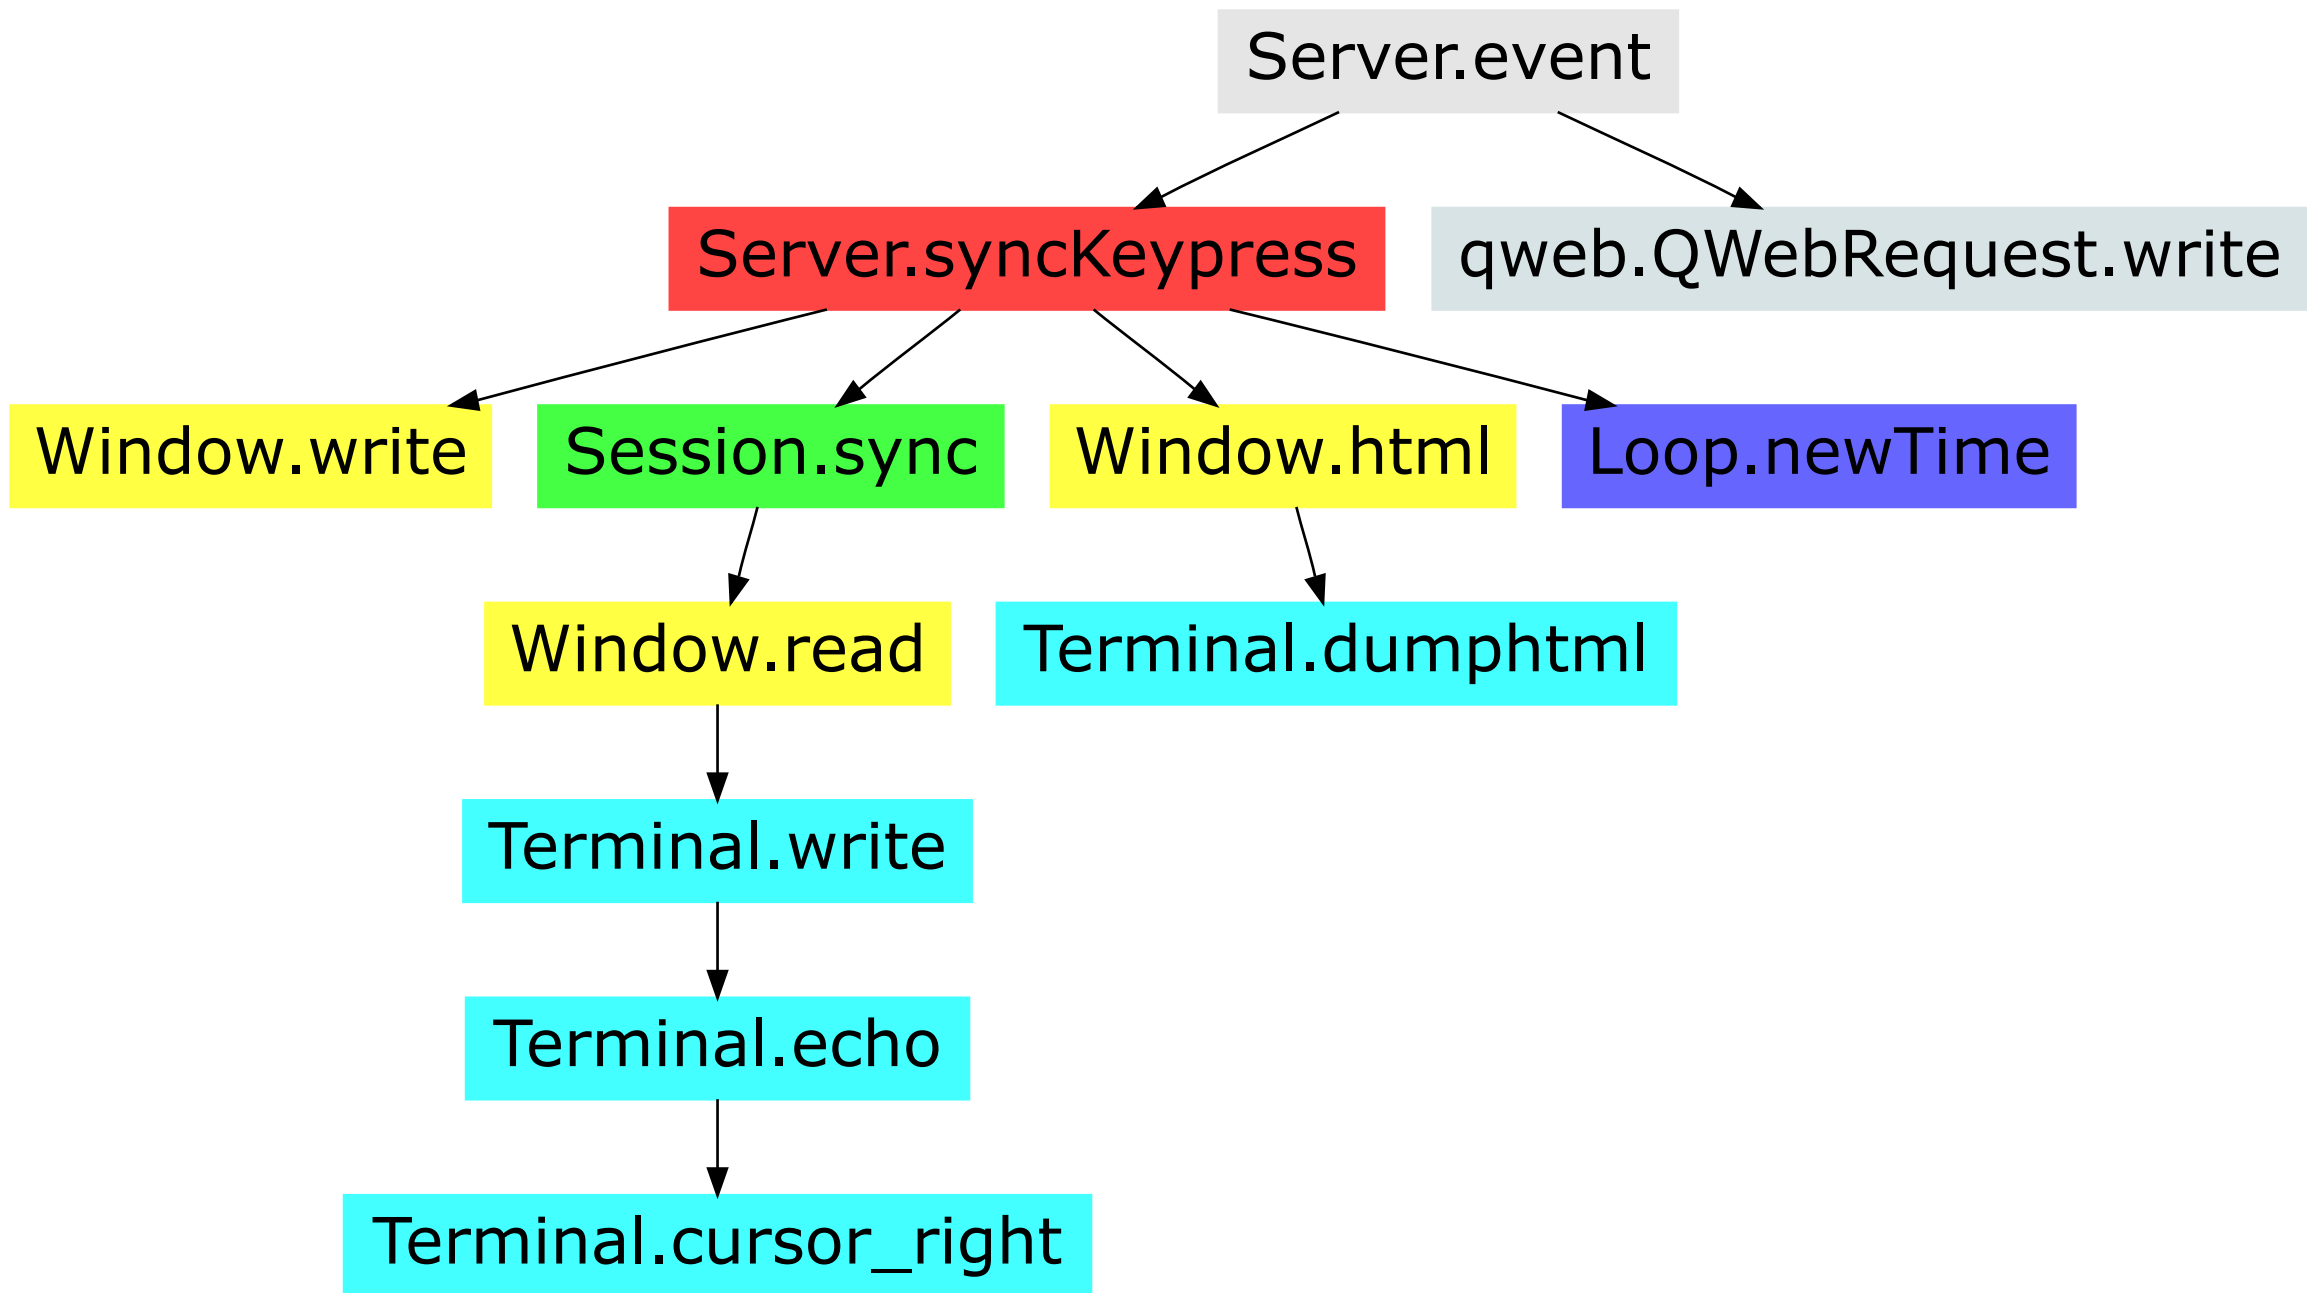 Server.event
Server.syncKeypress
qweb.QWebRequest.write
Window.write
Session.sync
Window.html
Loop.newTime
Window.read
Terminal.dumphtml
Terminal.write
Terminal.echo
Terminal.cursor_right